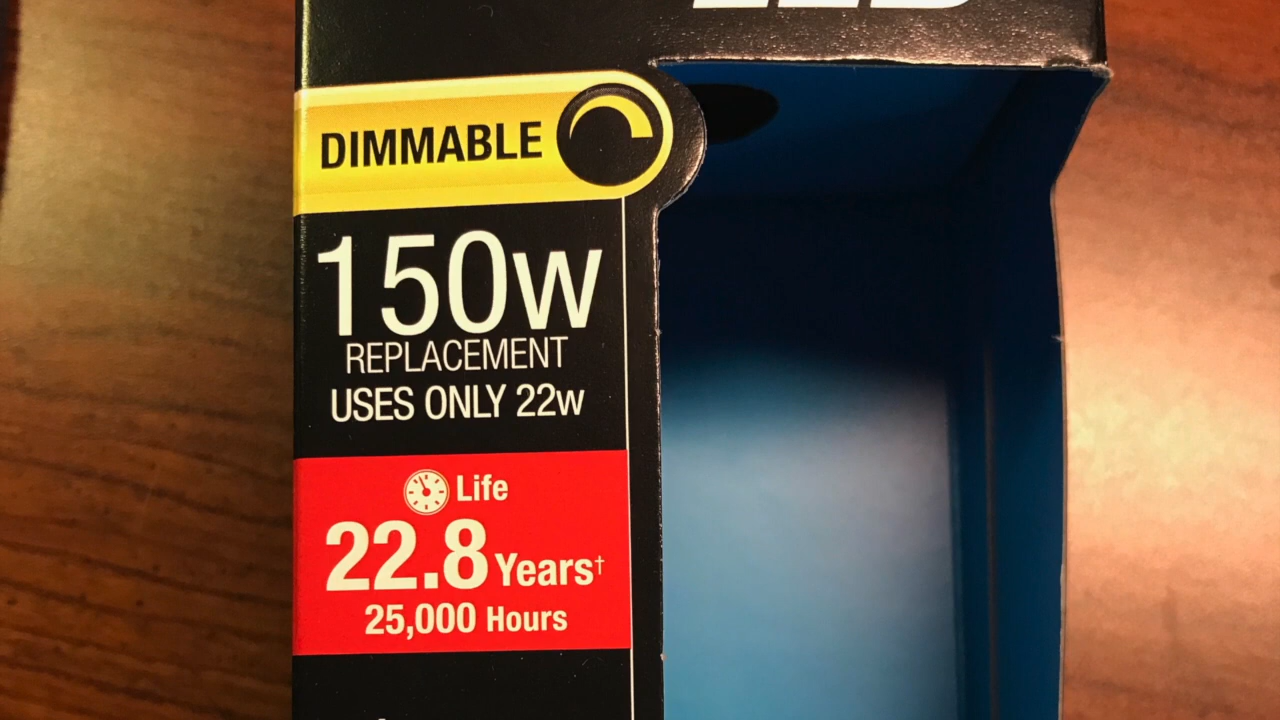 DIMMABLE
150w
REPLACEMENT
USES ONLY 22w
Life
22.8 Years†
25,000 Hours